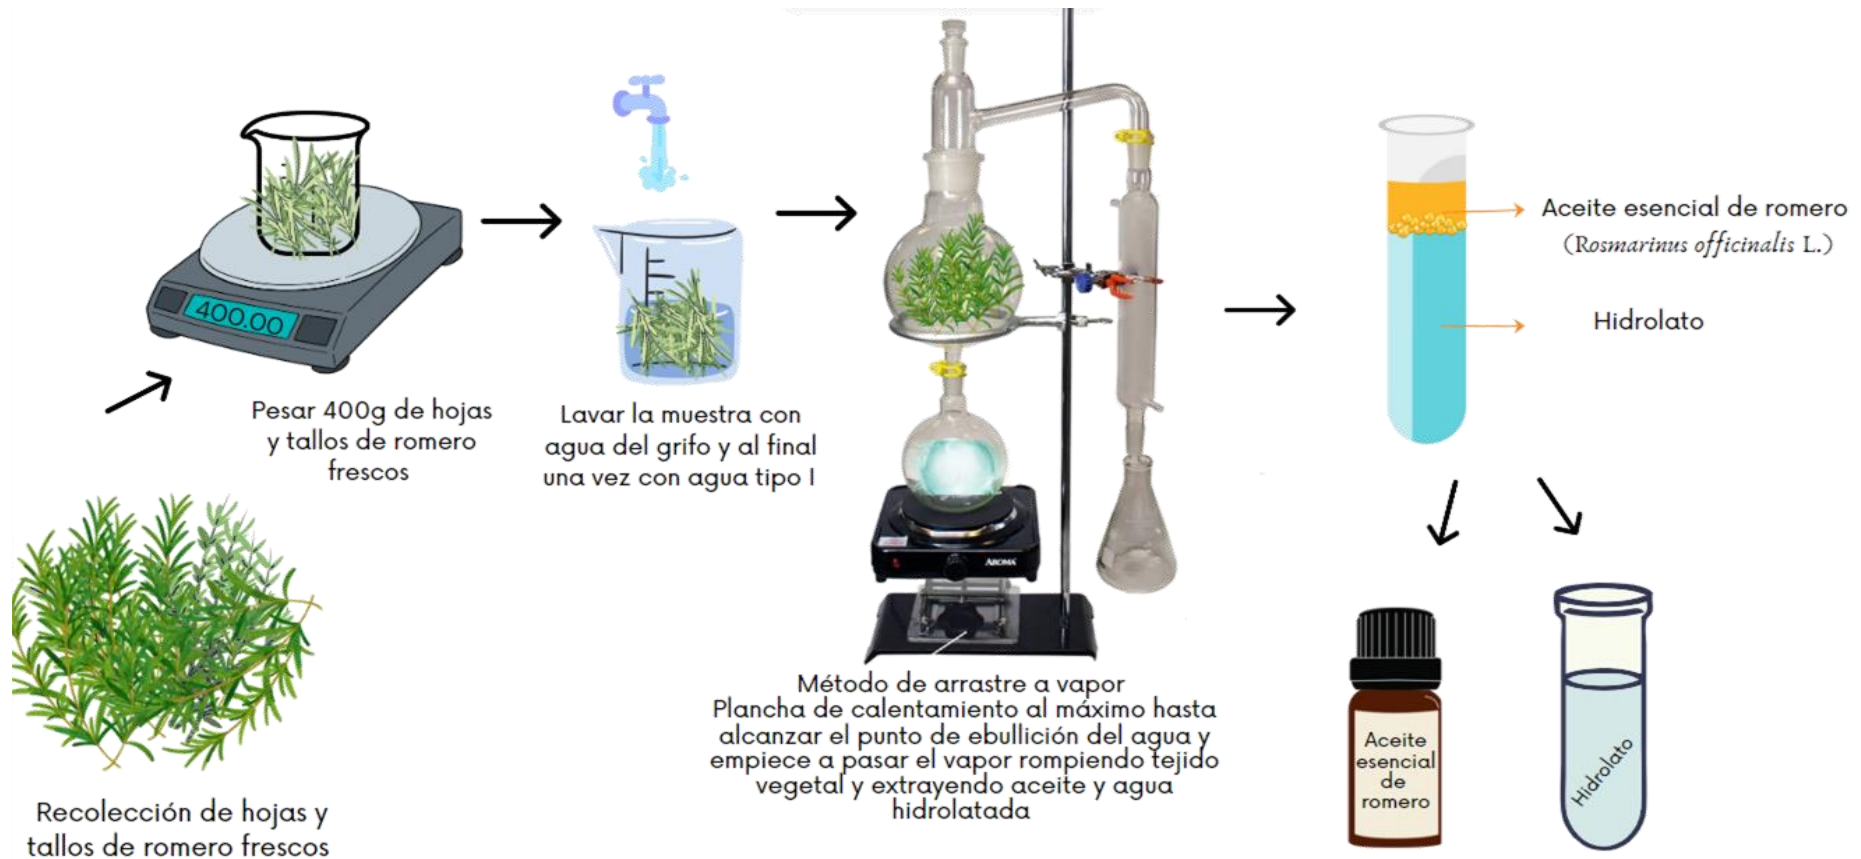 400.00
Pesar 400g de hojas
y tallos de romero
frescos
Lavar la muestra con
agua del grifo y al final
una vez con agua tipo I
AROMA
Método de arrastre a vapor
Plancha de calentamiento al máximo hasta
alcanzar el punto de ebullición del agua y
empiece a pasar el vapor rompiendo tejido
vegetal y extrayendo aceite y agua
hidrolatada
Aceite esencial de romero
(Rosmarinus officinalis L.)
Hidrolato
Aceite
esencial
de
romero
Hidrolato
Recolección de hojas y
tallos de romero frescos